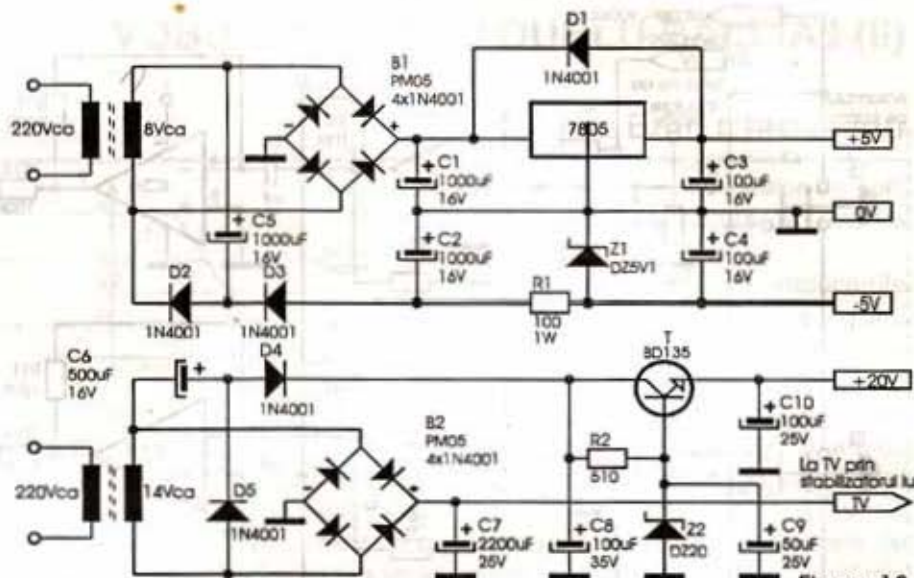 D1
1N4001
B1
PM05
4x1N4001
220Vca
8Vca
-
+
7805
+5V
+ C1
1000uF
16V
+ C3
100uF
16V
0V
+ C5
1000uF
16V
+ C2
1000uF
16V
Z1
DZ5V1
+ C4
100uF
16V
D2
1N4001
D3
1N4001
R1
100
1W
-5V
C6
500uF
16V
+
D4
1N4001
T
BD135
+20V
B2
PM05
4x1N4001
R2
510
+ C10
100uF
25V
La TV prin
stabilizatorul lu
TV
220Vca
14Vca
D5
1N4001
+ C7
2200uF
25V
+ C8
100uF
35V
Z2
DZ20
+ C9
50uF
25V